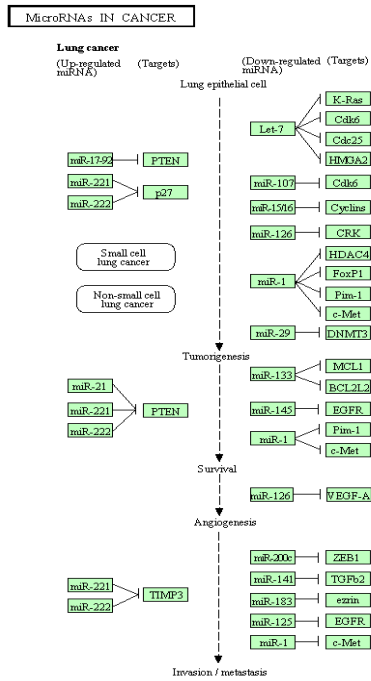 MicroRNAs IN CANCER
Lung cancer
(Up-regulated miRNA)
(Targets)
(Down-regulated miRNA)
(Targets)
Lung epithelial cell
Let-7
K-Ras
Cdk6
Cdc25
HMGA2
miR-17-92
PTEN
miR-221
miR-222
p27
miR-107
Cdk6
miR-15/16
Cyclins
miR-126
CRK
Small cell
lung cancer
Non-small cell
lung cancer
miR-1
HDAC4
FoxP1
Pim-1
c-Met
miR-29
DNMT3
Tumorigenesis
miR-133
MCL1
BCL2L2
miR-21
miR-221
miR-222
PTEN
miR-145
EGFR
miR-1
Pim-1
c-Met
Survival
miR-126
VEGF-A
Angiogenesis
miR-200c
ZEB1
miR-141
TGFb2
miR-221
miR-222
TIMP3
miR-183
ezrin
miR-125
EGFR
miR-1
c-Met
Invasion / metastasis